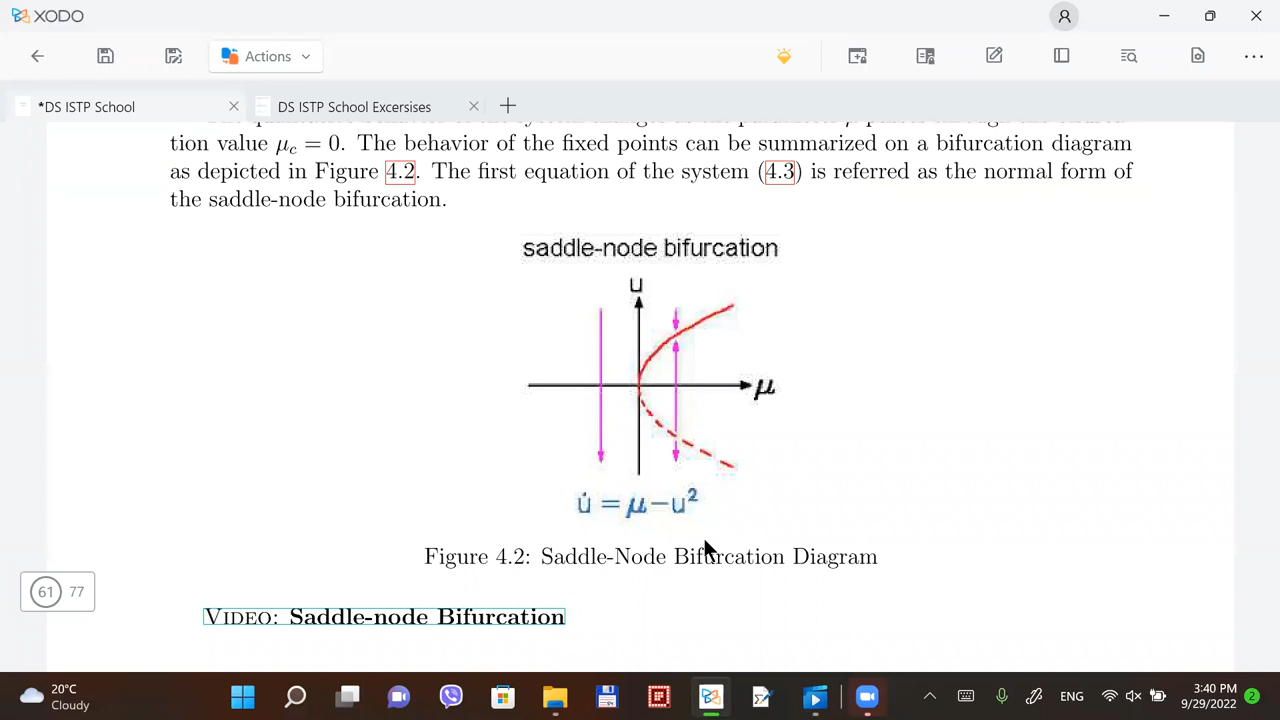 XODO
Actions
*DS ISTP School
DS ISTP School Excersises
tion value μc = 0. The behavior of the fixed points can be summarized on a bifurcation diagram
as depicted in Figure 4.2. The first equation of the system (4.3) is referred as the normal form of
the saddle-node bifurcation.
saddle-node bifurcation
u
μ
u̇ = μ−u²
Figure 4.2: Saddle-Node Bifurcation Diagram
61 77
VIDEO: Saddle-node Bifurcation
20°C
Cloudy
ENG
3:40 PM
9/29/2022
2